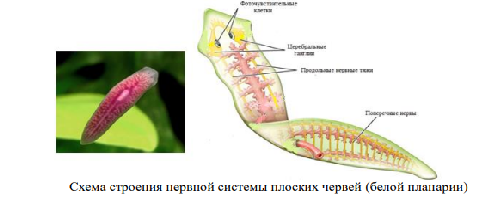 Фоточувствительные
клетки
Церебральные
ганглии
Продольные нервные тяжи
Поперечные нервы
Схема строения нервной системы плоских червей (белой планарии)